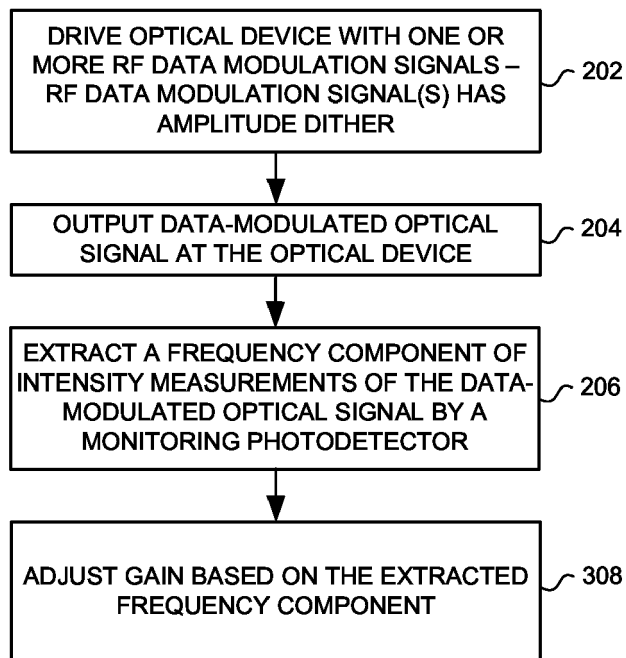 DRIVE OPTICAL DEVICE WITH ONE OR
MORE RF DATA MODULATION SIGNALS –
RF DATA MODULATION SIGNAL(S) HAS
AMPLITUDE DITHER
202
OUTPUT DATA-MODULATED OPTICAL
SIGNAL AT THE OPTICAL DEVICE
204
EXTRACT A FREQUENCY COMPONENT OF
INTENSITY MEASUREMENTS OF THE DATA-
MODULATED OPTICAL SIGNAL BY A
MONITORING PHOTODETECTOR
206
ADJUST GAIN BASED ON THE EXTRACTED
FREQUENCY COMPONENT
308